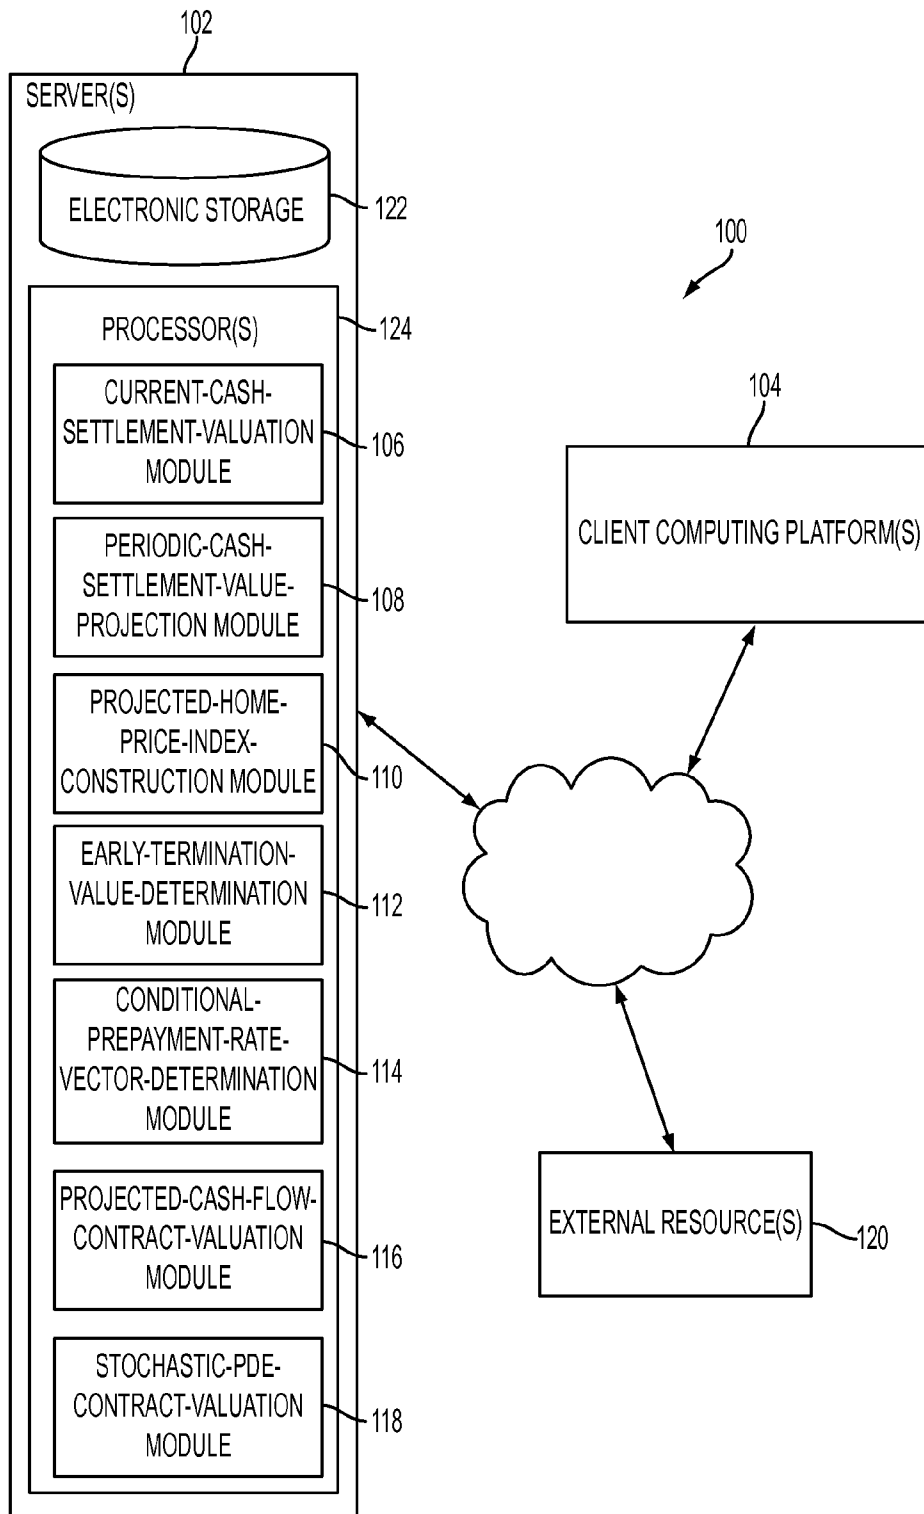 102
SERVER(S)
ELECTRONIC STORAGE
122
100
PROCESSOR(S)
124
CURRENT-CASH-
SETTLEMENT-VALUATION
MODULE
106
104
CLIENT COMPUTING PLATFORM(S)
PERIODIC-CASH-
SETTLEMENT-VALUE-
PROJECTION MODULE
108
PROJECTED-HOME-
PRICE-INDEX-
CONSTRUCTION MODULE
110
EARLY-TERMINATION-
VALUE-DETERMINATION
MODULE
112
CONDITIONAL-
PREPAYMENT-RATE-
VECTOR-DETERMINATION
MODULE
114
PROJECTED-CASH-FLOW-
CONTRACT-VALUATION
MODULE
116
EXTERNAL RESOURCE(S)
120
STOCHASTIC-PDE-
CONTRACT-VALUATION
MODULE
118